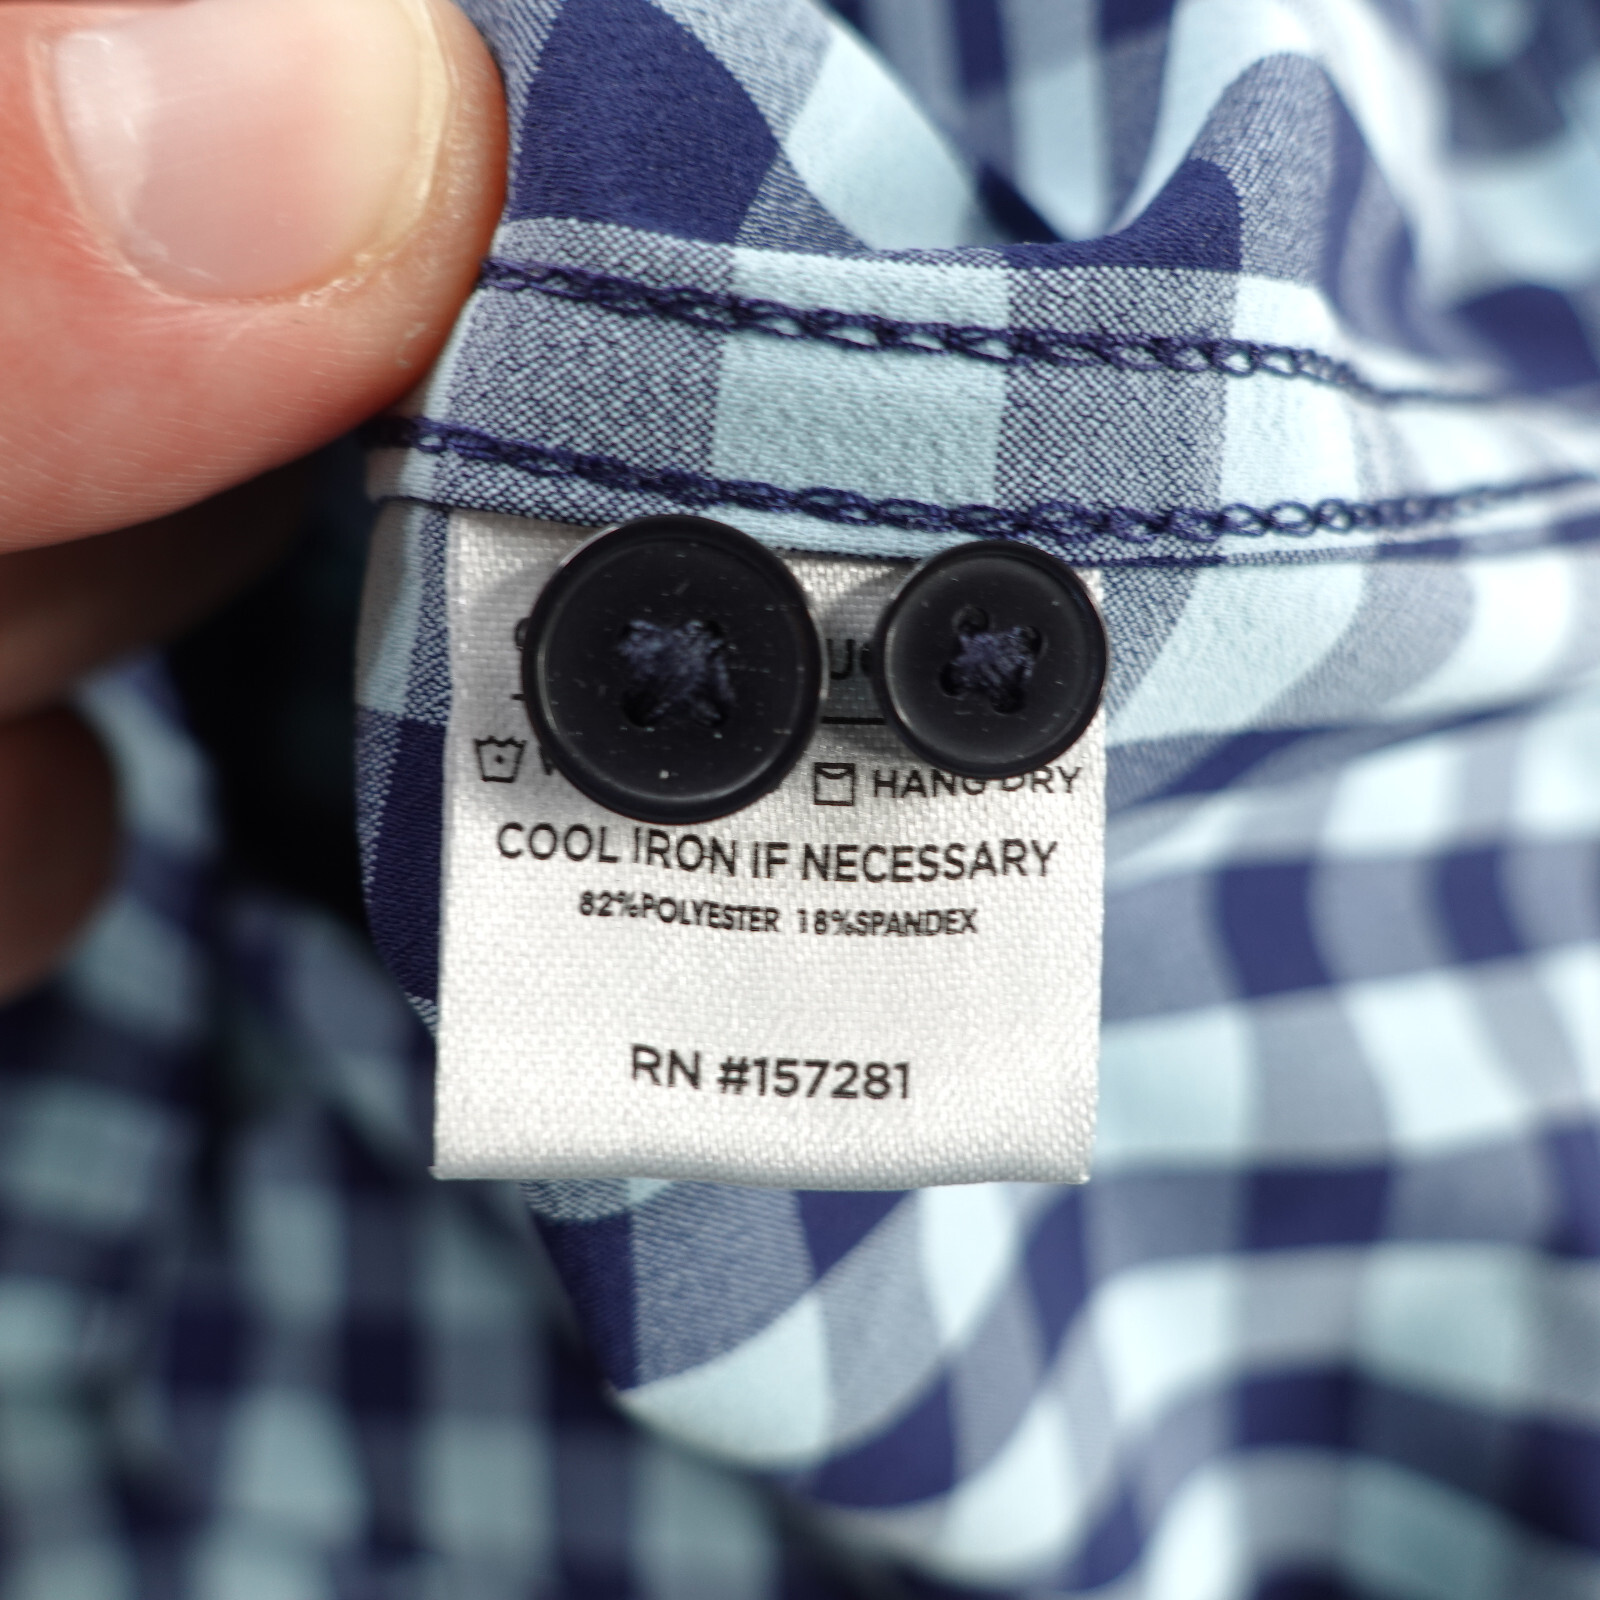 HANG DRY
COOL IRON IF NECESSARY
82%POLYESTER 18%SPANDEX
RN #157281